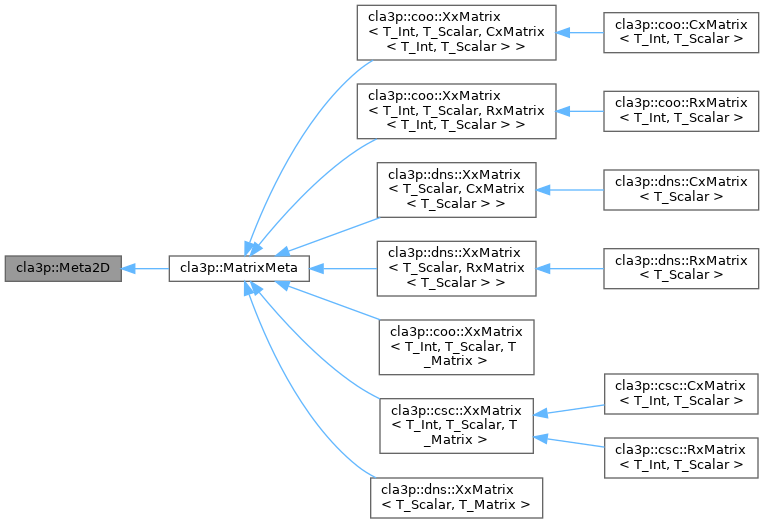 cla3p::Meta2D
cla3p::MatrixMeta
cla3p::coo::XxMatrix
< T_Int, T_Scalar, CxMatrix
< T_Int, T_Scalar > >
cla3p::coo::CxMatrix
< T_Int, T_Scalar >
cla3p::coo::XxMatrix
< T_Int, T_Scalar, RxMatrix
< T_Int, T_Scalar > >
cla3p::coo::RxMatrix
< T_Int, T_Scalar >
cla3p::dns::XxMatrix
< T_Scalar, CxMatrix
< T_Scalar > >
cla3p::dns::CxMatrix
< T_Scalar >
cla3p::dns::XxMatrix
< T_Scalar, RxMatrix
< T_Scalar > >
cla3p::dns::RxMatrix
< T_Scalar >
cla3p::coo::XxMatrix
< T_Int, T_Scalar, T
_Matrix >
cla3p::csc::XxMatrix
< T_Int, T_Scalar, T
_Matrix >
cla3p::csc::CxMatrix
< T_Int, T_Scalar >
cla3p::csc::RxMatrix
< T_Int, T_Scalar >
cla3p::dns::XxMatrix
< T_Scalar, T_Matrix >